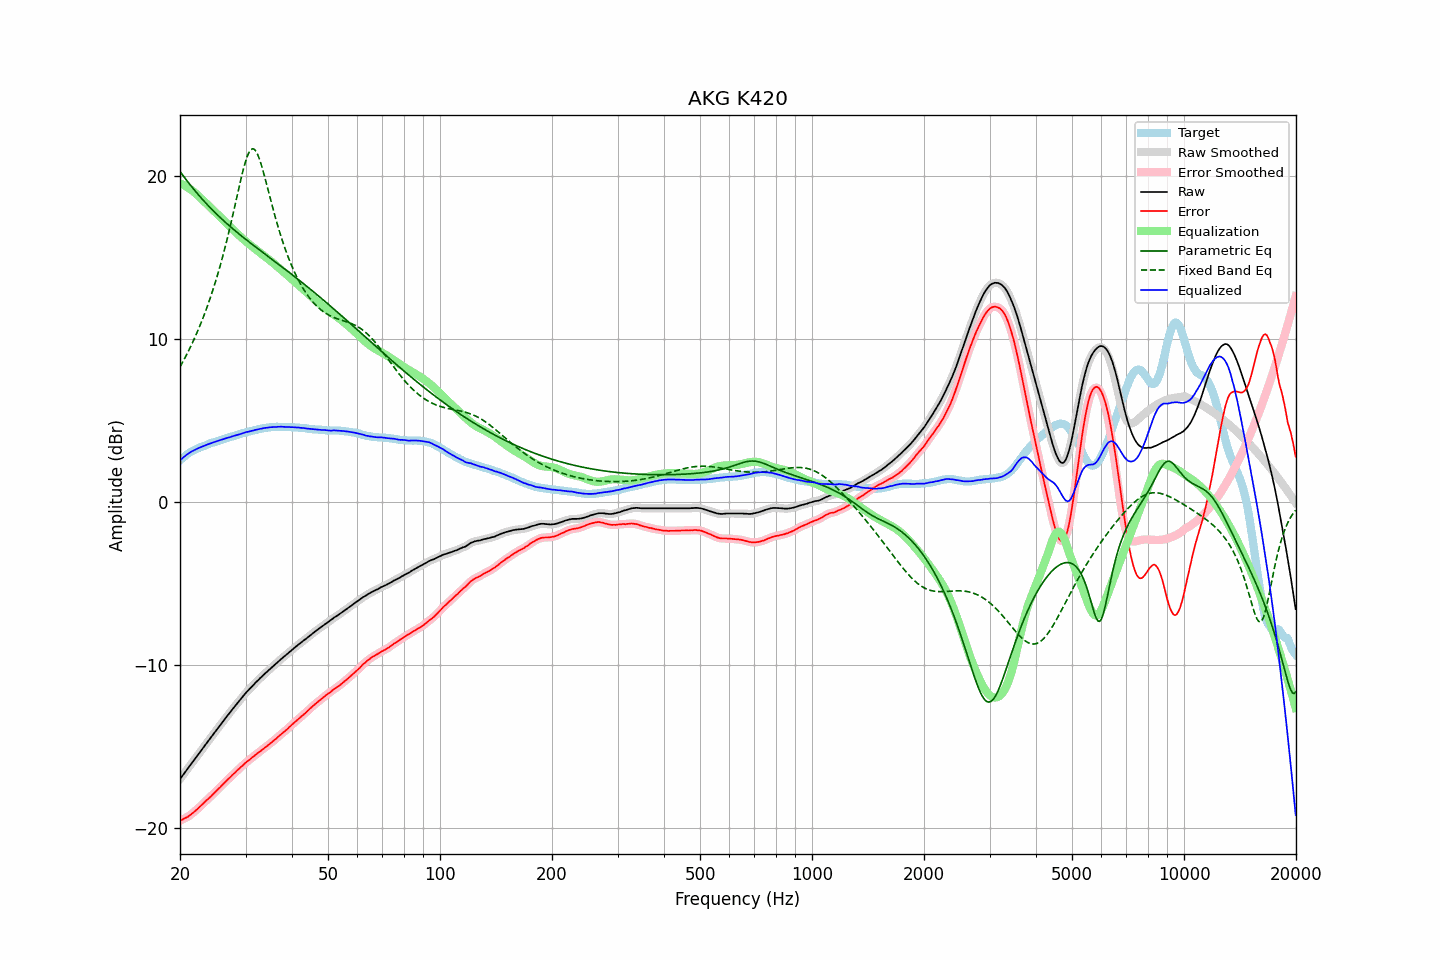 AKG K420
Amplitude (dBr)
20
10
0
−10
−20
Target
Raw Smoothed
Error Smoothed
Raw
Error
Equalization
Parametric Eq
Fixed Band Eq
Equalized
20 50 100 200 500 1000 2000 5000 10000 20000
Frequency (Hz)